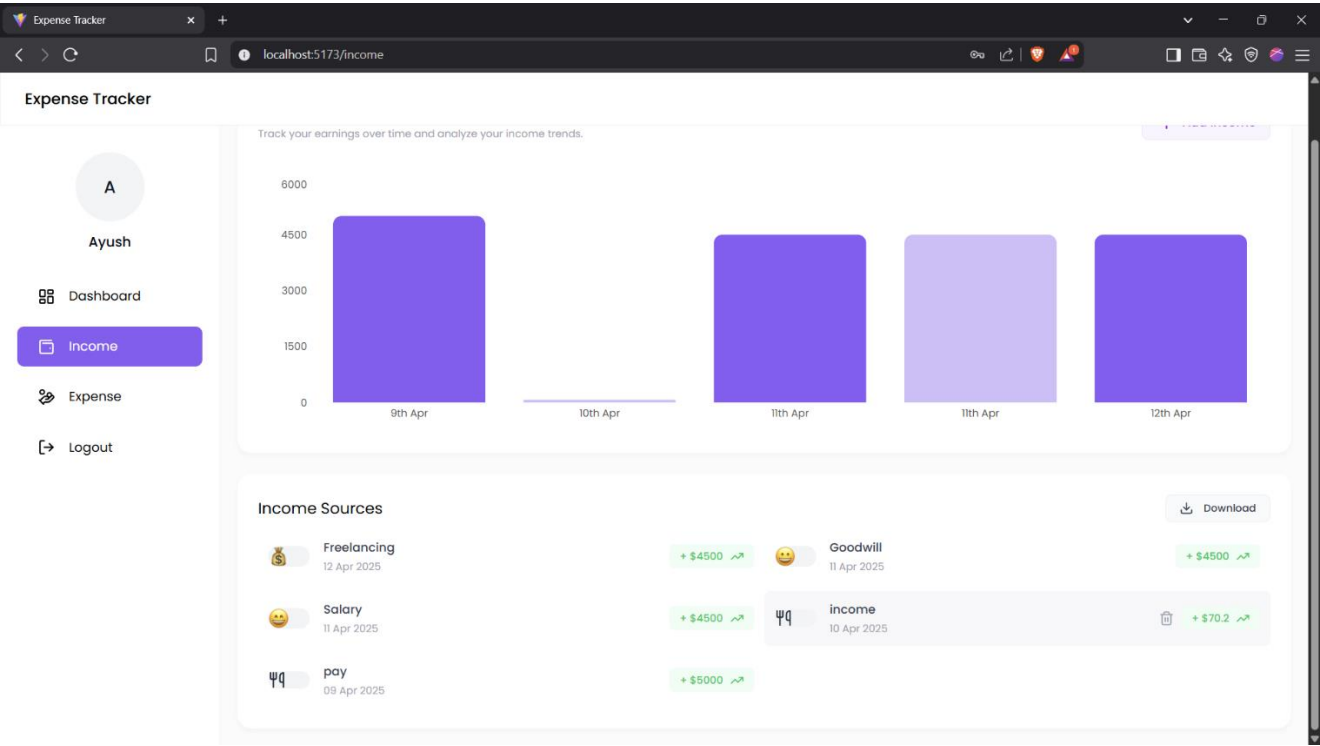 Expense Tracker
localhost:5173/income
Expense Tracker
Track your earnings over time and analyze your income trends.
A
Ayush
Dashboard
Income
Expense
Logout
6000
4500
3000
1500
0
9th Apr
10th Apr
11th Apr
11th Apr
12th Apr
Income Sources
Download
Freelancing
12 Apr 2025
+ $4500
Goodwill
11 Apr 2025
+ $4500
Salary
11 Apr 2025
+ $4500
income
10 Apr 2025
+ $70.2
pay
09 Apr 2025
+ $5000